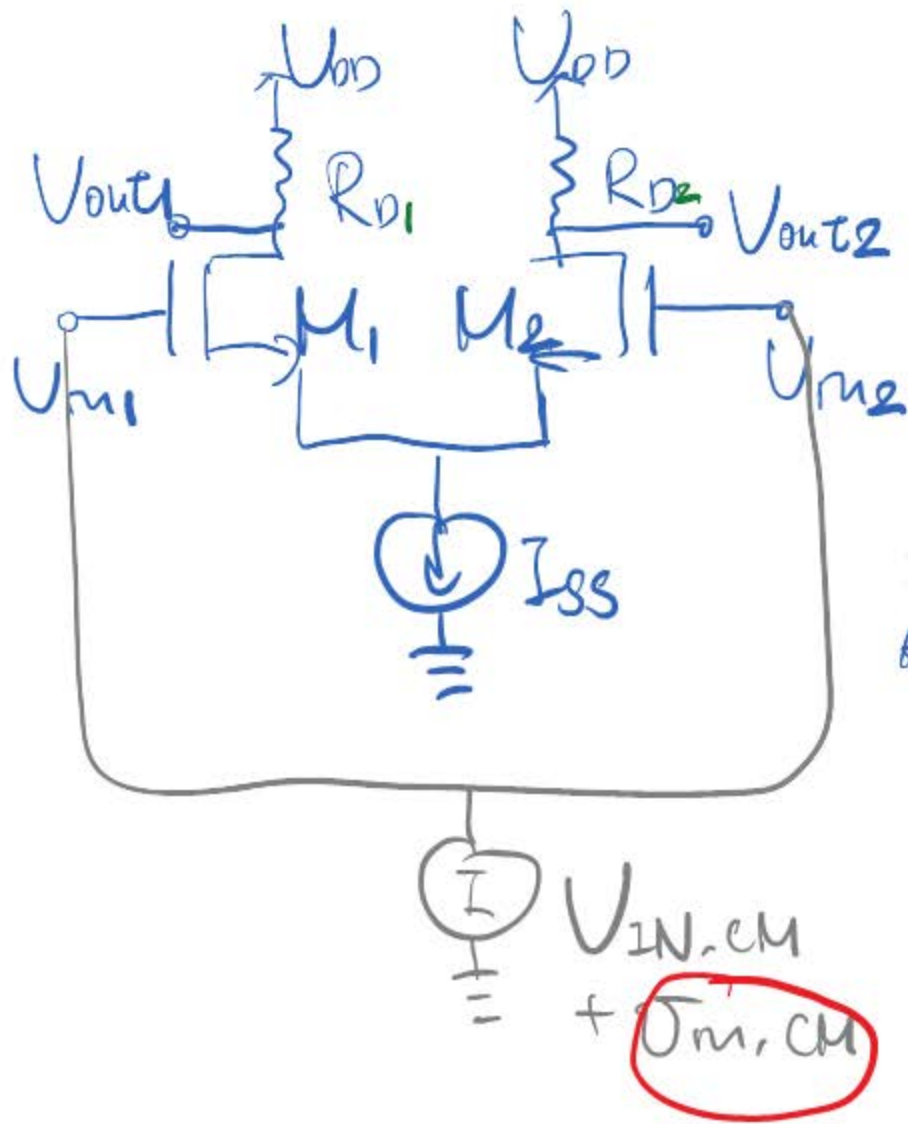 VDD VDD
Vout1 RD1 RD2 Vout2
M1 M2
Vin1 Vin2
ISS
I VIN,CM
+ vin,CM